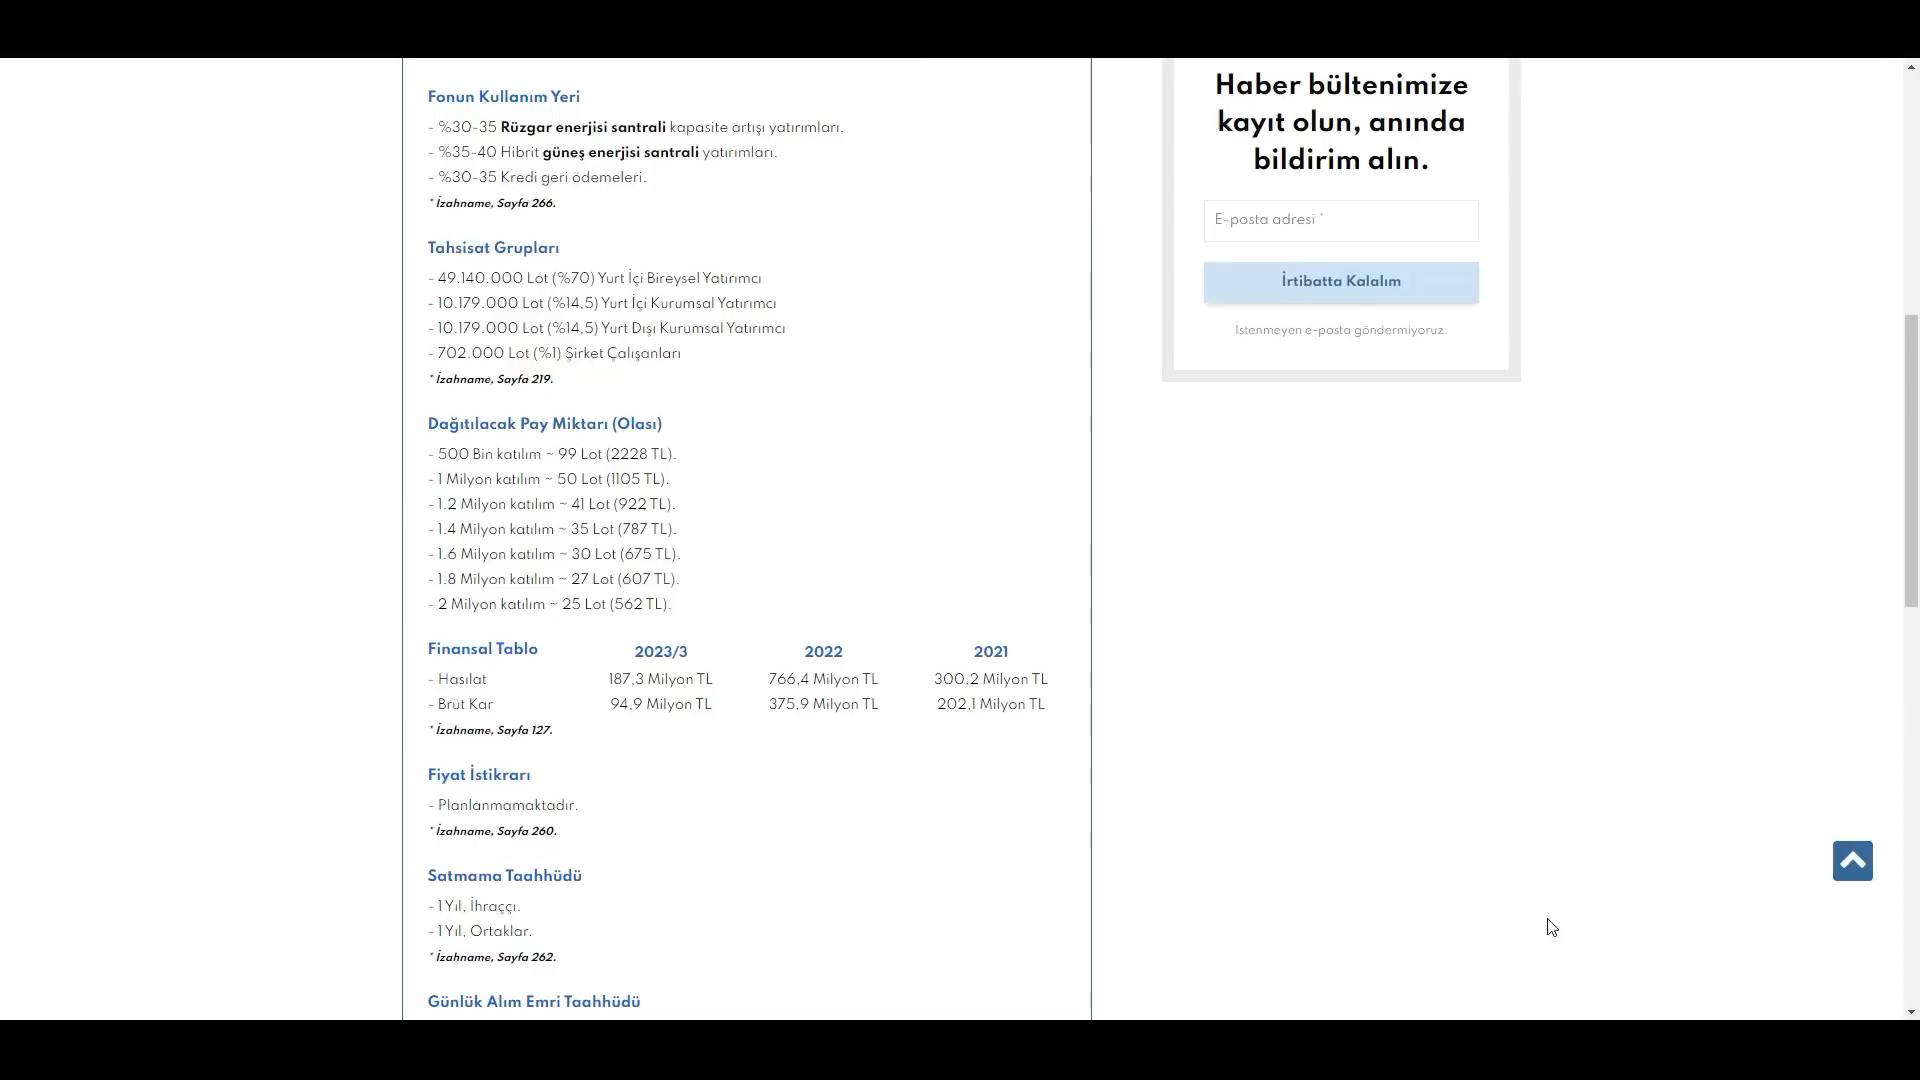 Fonun Kullanım Yeri
- %30-35 Rüzgar enerjisi santrali kapasite artışı yatırımları.
- %35-40 Hibrit güneş enerjisi santrali yatırımları.
- %30-35 Kredi geri ödemeleri.
* İzahname, Sayfa 266.
Tahsisat Grupları
- 49.140.000 Lot (%70) Yurt İçi Bireysel Yatırımcı
- 10.179.000 Lot (%14,5) Yurt İçi Kurumsal Yatırımcı
- 10.179.000 Lot (%14,5) Yurt Dışı Kurumsal Yatırımcı
- 702.000 Lot (%1) Şirket Çalışanları
* İzahname, Sayfa 219.
Dağıtılacak Pay Miktarı (Olası)
- 500 Bin katılım ~ 99 Lot (2228 TL).
- 1 Milyon katılım ~ 50 Lot (1105 TL).
- 1.2 Milyon katılım ~ 41 Lot (922 TL).
- 1.4 Milyon katılım ~ 35 Lot (787 TL).
- 1.6 Milyon katılım ~ 30 Lot (675 TL).
- 1.8 Milyon katılım ~ 27 Lot (607 TL).
- 2 Milyon katılım ~ 25 Lot (562 TL).
Finansal Tablo 2023/3 2022 2021
- Hasılat 187,3 Milyon TL 766,4 Milyon TL 300,2 Milyon TL
- Brüt Kar 94,9 Milyon TL 375,9 Milyon TL 202,1 Milyon TL
* İzahname, Sayfa 127.
Fiyat İstikrarı
- Planlanmamaktadır.
* İzahname, Sayfa 260.
Satmama Taahhüdü
- 1 Yıl, İhraççı.
- 1 Yıl, Ortaklar.
* İzahname, Sayfa 262.
Günlük Alım Emri Taahhüdü
Haber bültenimize
kayıt olun, anında
bildirim alın.
E-posta adresi *
İrtibatta Kalalım
İstenmeyen e-posta göndermiyoruz.